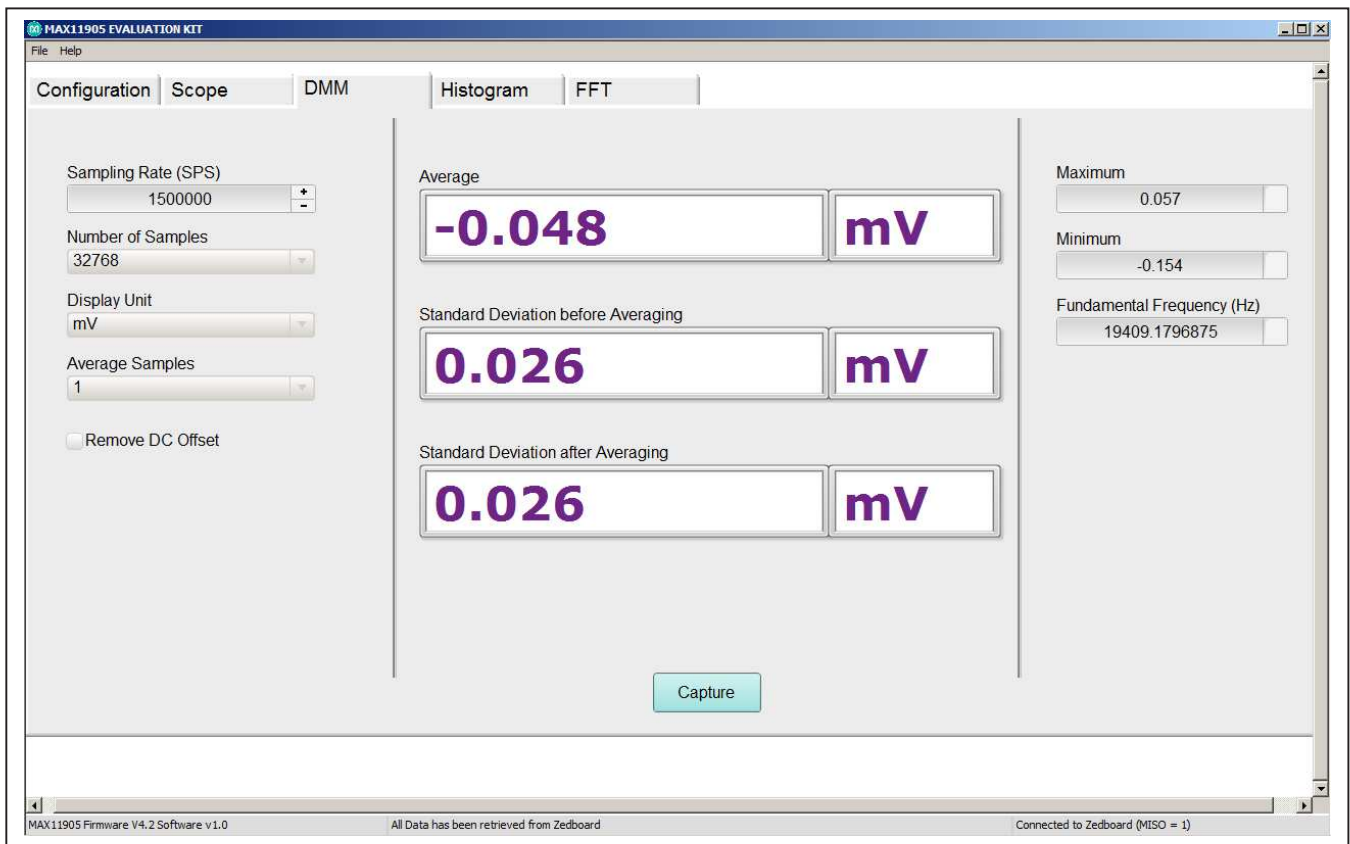 MAX11905 EVALUATION KIT
File Help
Configuration Scope DMM Histogram FFT
Sampling Rate (SPS)
1500000
Number of Samples
32768
Display Unit
mV
Average Samples
1
Remove DC Offset
Average
-0.048 mV
Standard Deviation before Averaging
0.026 mV
Standard Deviation after Averaging
0.026 mV
Capture
Maximum
0.057
Minimum
-0.154
Fundamental Frequency (Hz)
19409.1796875
MAX11905 Firmware V4.2 Software v1.0 All Data has been retrieved from Zedboard Connected to Zedboard (MISO = 1)